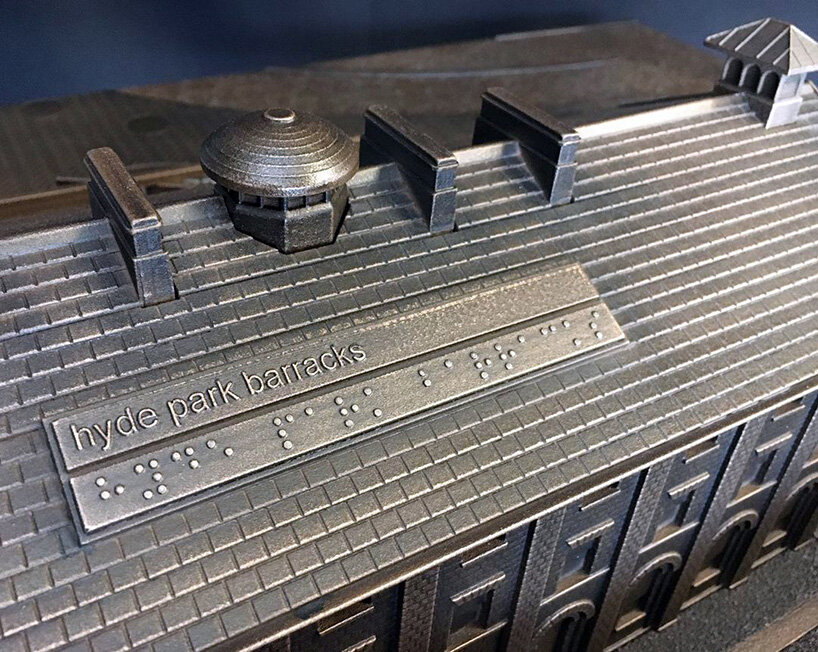 hyde park barracks
⠓⠽⠙⠑ ⠏⠁⠗⠅ ⠃⠁⠗⠗⠁⠉⠅⠎